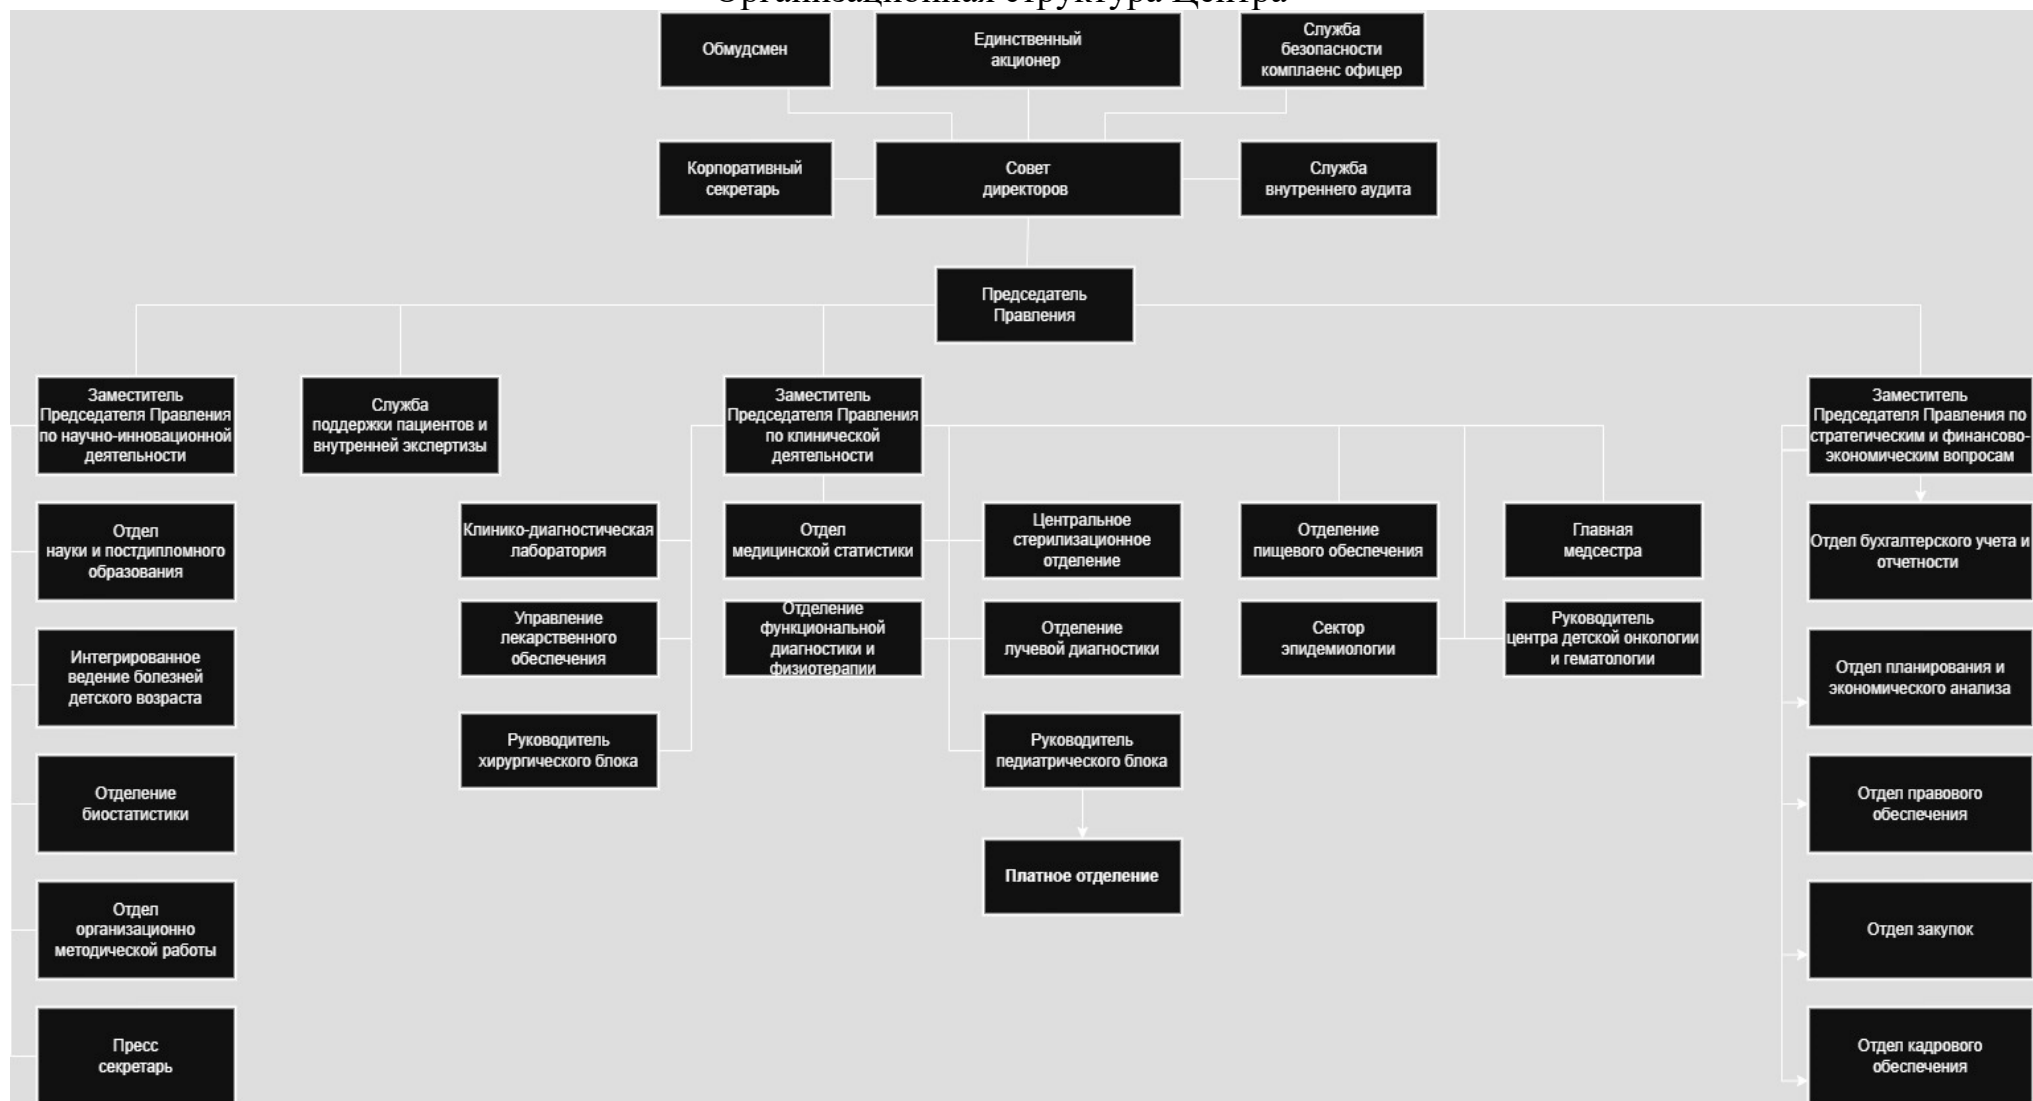 Организационная структура Центра
Обмудсмен
Единственный
акционер
Служба
безопасности
комплаенс офицер
Корпоративный
секретарь
Совет
директоров
Служба
внутреннего аудита
Председатель
Правления
Заместитель
Председателя Правления
по научно-инновационной
деятельности
Служба
поддержки пациентов и
внутренней экспертизы
Заместитель
Председателя Правления
по клинической
деятельности
Заместитель
Председателя Правления по
стратегическим и финансово-
экономическим вопросам
Отдел
науки и постдипломного
образования
Клинико-диагностическая
лаборатория
Отдел
медицинской статистики
Центральное
стерилизационное
отделение
Отделение
пищевого обеспечения
Главная
медсестра
Отдел бухгалтерского учета и
отчетности
Интегрированное
ведение болезней
детского возраста
Управление
лекарственного
обеспечения
Отделение
функциональной
диагностики и
физиотерапии
Отделение
лучевой диагностики
Сектор
эпидемиологии
Руководитель
центра детской онкологии
и гематологии
Отдел планирования и
экономического анализа
Отделение
биостатистики
Руководитель
хирургического блока
Руководитель
педиатрического блока
Отдел правового
обеспечения
Отдел
организационно
методической работы
Платное отделение
Отдел закупок
Пресс
секретарь
Отдел кадрового
обеспечения